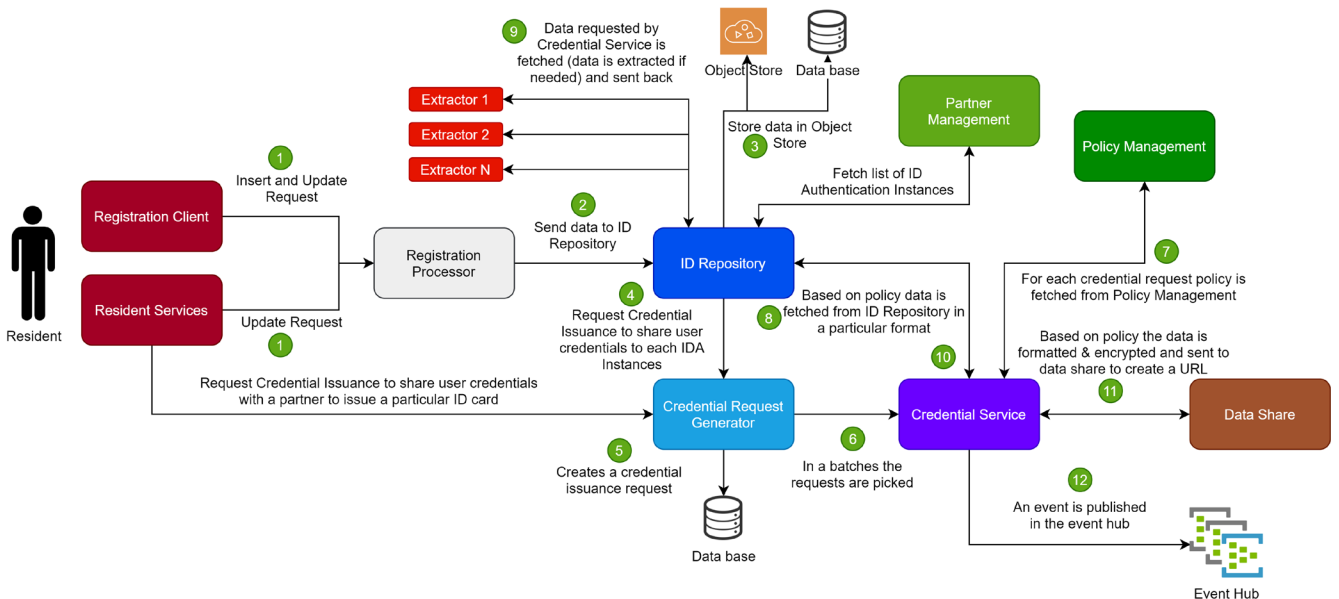 9
Data requested by
Credential Service is
fetched (data is extracted if
needed) and sent back
Object Store
Data base
Extractor 1
Extractor 2
Extractor N
Store data in Object
3
Store
Partner
Management
Policy Management
Fetch list of ID
Authentication Instances
1
Insert and Update
Request
Registration Client
2
Send data to ID
Repository
Registration
Processor
ID Repository
7
For each credential request policy is
fetched from Policy Management
Resident
Resident Services
Update Request
1
4
Request Credential
Issuance to share user
credentials to each IDA
Instances
8
Based on policy data is
fetched from ID Repository in
a particular format
10
Based on policy the data is
formatted & encrypted and sent to
data share to create a URL
11
Request Credential Issuance to share user credentials
with a partner to issue a particular ID card
Credential Request
Generator
Credential Service
Data Share
5
Creates a credential
issuance request
6
In a batches the
requests are picked
12
An event is published
in the event hub
Data base
Event Hub